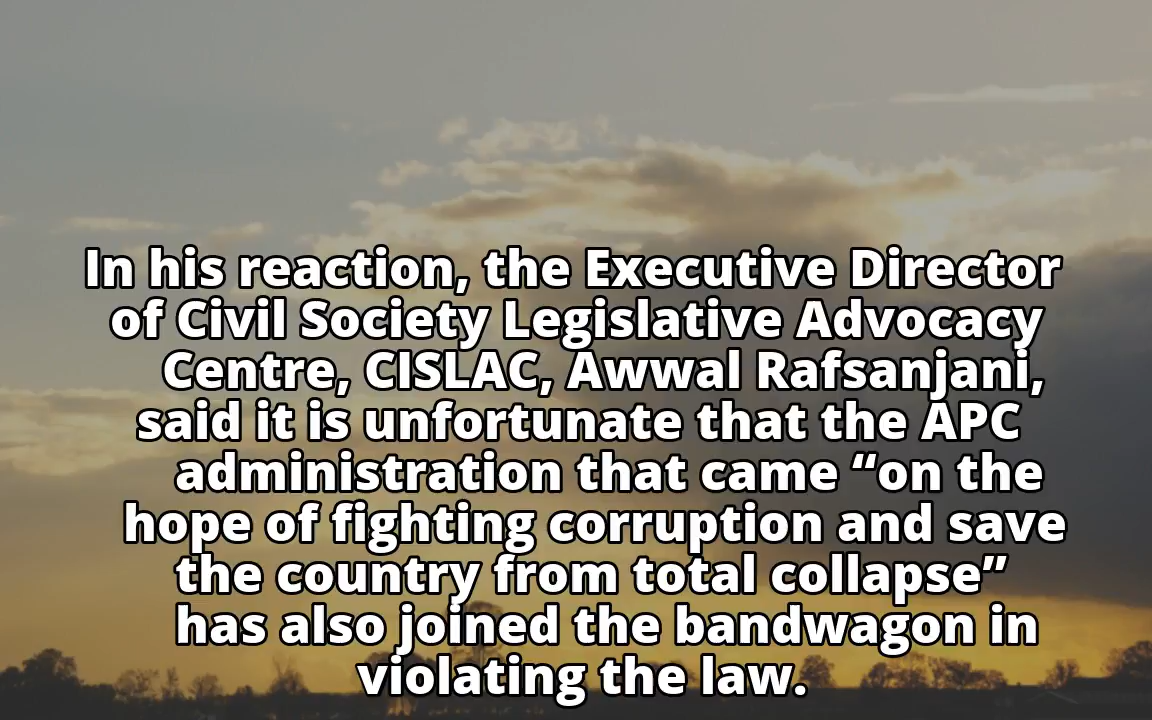 In his reaction, the Executive Director
of Civil Society Legislative Advocacy
Centre, CISLAC, Awwal Rafsanjani,
said it is unfortunate that the APC
administration that came “on the
hope of fighting corruption and save
the country from total collapse”
has also joined the bandwagon in
violating the law.